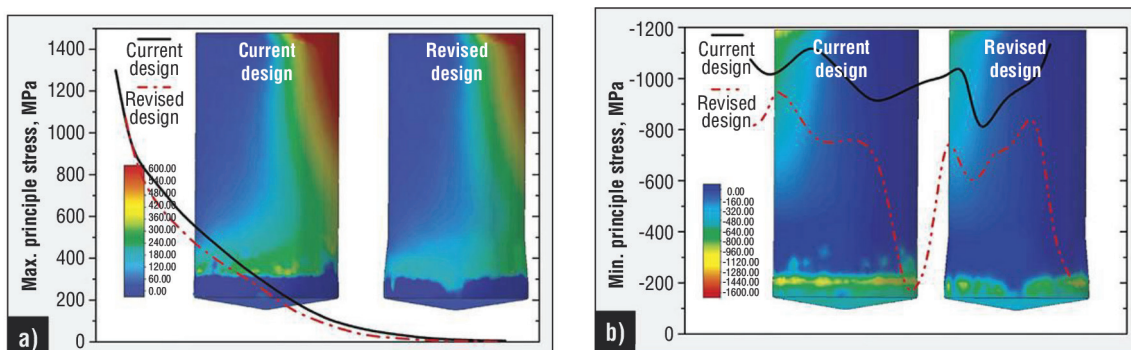 1400
1200
1000
800
600
400
200
0
Max. principle stress, MPa
Current
design
Revised
design
600.00
540.00
480.00
420.00
360.00
300.00
240.00
180.00
120.00
60.00
0.00
Current
design
Revised
design
a)
-1200
-1000
-800
-600
-400
-200
0
Min. principle stress, MPa
Current
design
Revised
design
0.00
-160.00
-320.00
-480.00
-640.00
-800.00
-960.00
-1120.00
-1280.00
-1440.00
-1600.00
Current
design
Revised
design
b)